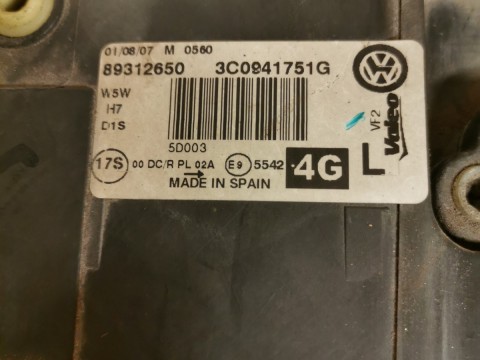 01/08/07 M 0560
89312650 3C0941751G
W5W
H7
D1S
5D003
17S 00 DC/R PL 02A E9 5542 4G L
MADE IN SPAIN
VF2
Valeo